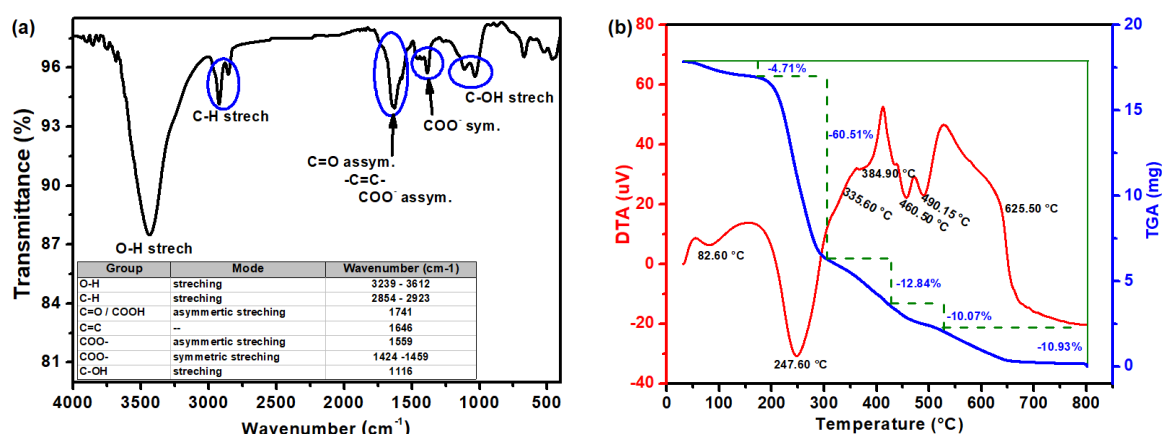 (a)
Transmittance (%)
96
93
90
87
84
81
4000
3500
3000
2500
2000
1500
1000
500
Wavenumber (cm⁻¹)
O-H strech
C-H strech
C=O assym.
-C=C-
COO⁻ assym.
COO⁻ sym.
C-OH strech
Group Mode Wavenumber (cm-1)
O-H streching 3239 - 3612
C-H streching 2854 - 2923
C=O / COOH asymmertic streching 1741
C=C -- 1646
COO- asymmetric streching 1559
COO- symmetric streching 1424 -1459
C-OH streching 1116
(b)
DTA (uV)
80
60
40
20
0
-20
-40
TGA (mg)
20
15
10
5
0
0
100
200
300
400
500
600
700
800
Temperature (°C)
-4.71%
-60.51%
-12.84%
-10.07%
-10.93%
82.60 °C
247.60 °C
335.60 °C
384.90 °C
460.50 °C
490.15 °C
625.50 °C